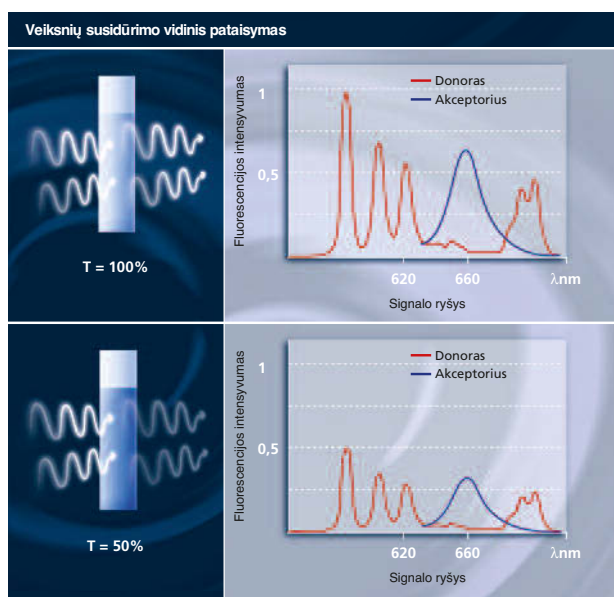 Veiksnių susidūrimo vidinis pataisymas
T = 100%
Fluorescencijos intensyvumas
1
0,5
Donoras
Akceptorius
620
660
λnm
Signalo ryšys
T = 50%
Fluorescencijos intensyvumas
1
0,5
Donoras
Akceptorius
620
660
λnm
Signalo ryšys